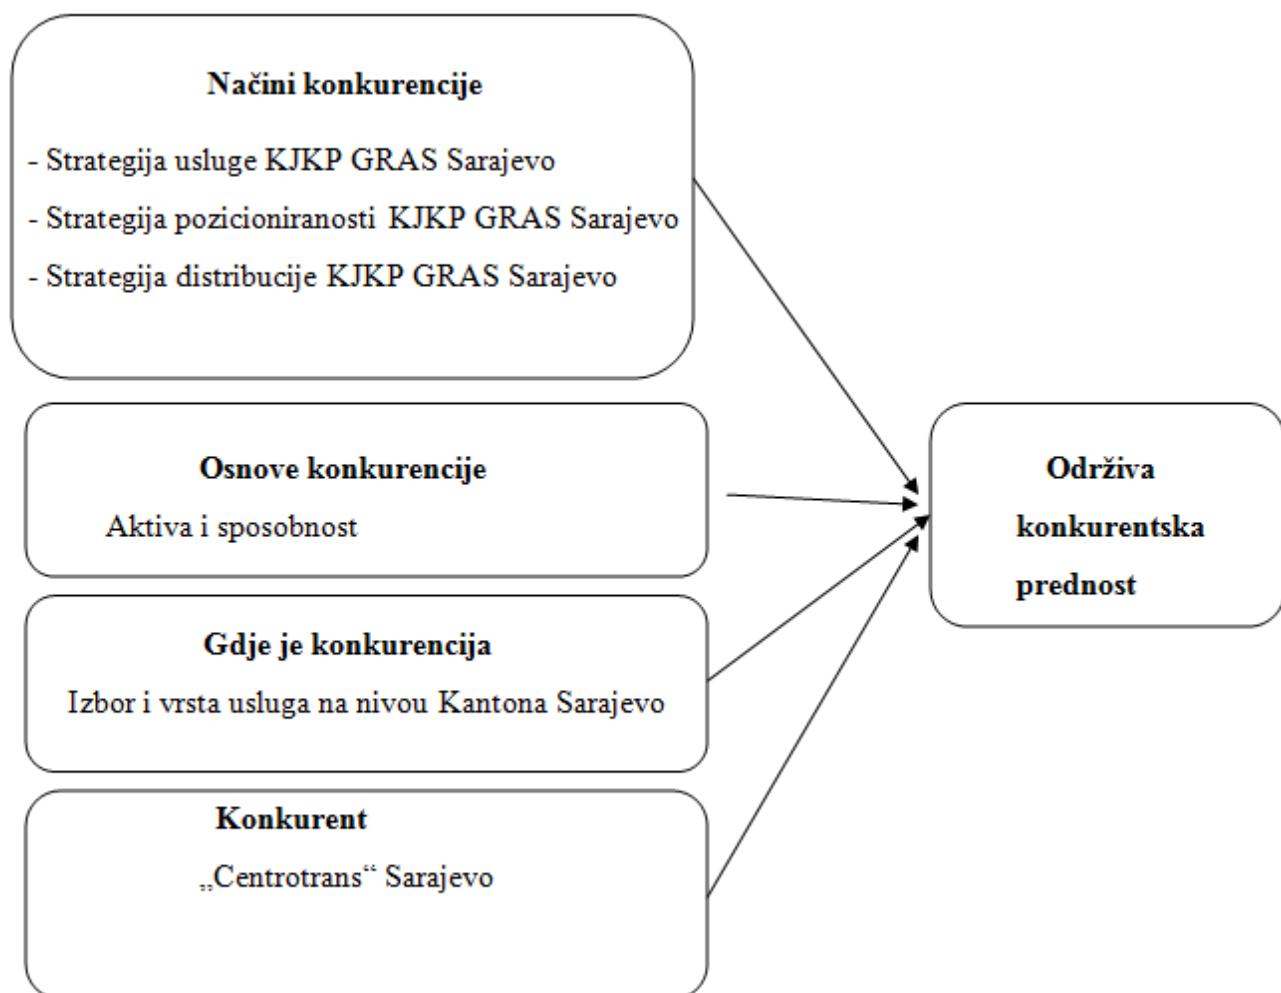 Načini konkurencije
- Strategija usluge KJKP GRAS Sarajevo
- Strategija pozicioniranosti KJKP GRAS Sarajevo
- Strategija distribucije KJKP GRAS Sarajevo
Osnove konkurencije
Aktiva i sposobnost
Gdje je konkurencija
Izbor i vrsta usluga na nivou Kantona Sarajevo
Konkurent
„Centrotrans“ Sarajevo
Održiva
konkurentska
prednost